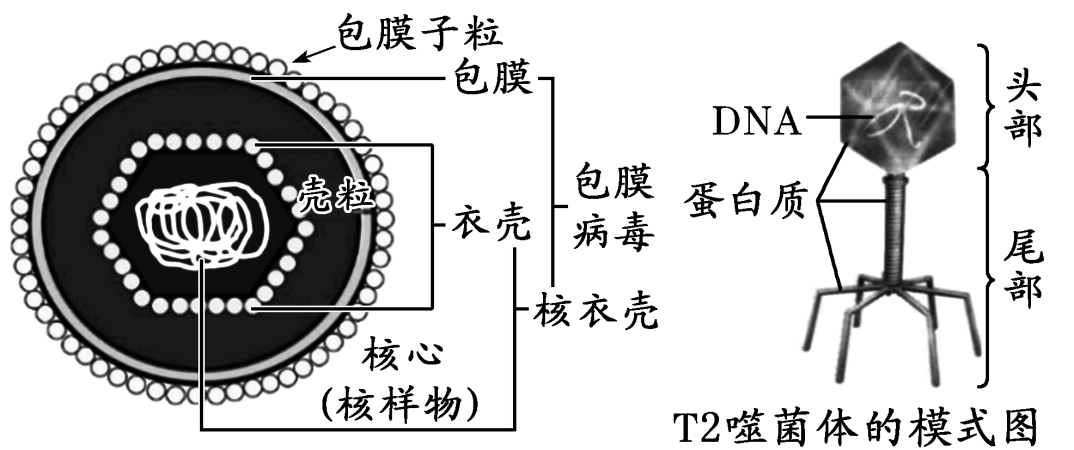 包膜子粒
包膜
壳粒
衣壳
包膜
病毒
核衣壳
核心
(核样物)
DNA
蛋白质
头部
尾部
T2噬菌体的模式图